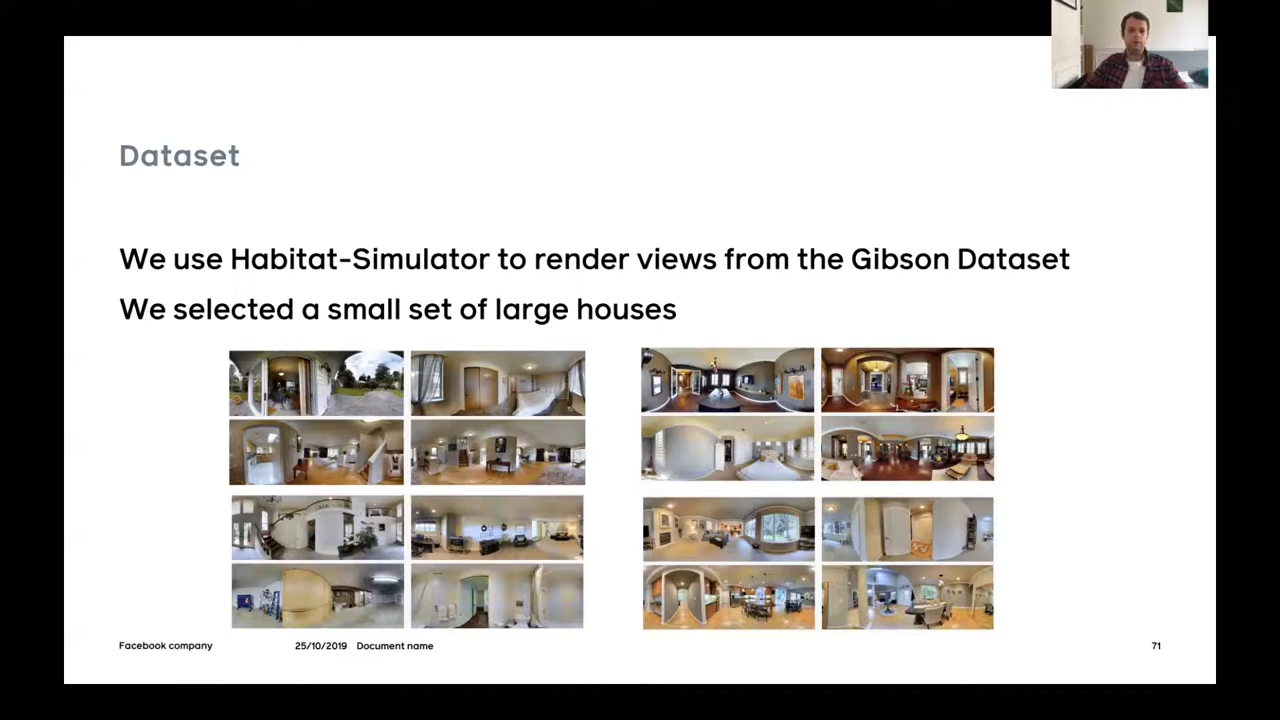 Dataset
We use Habitat-Simulator to render views from the Gibson Dataset
We selected a small set of large houses
Facebook company 25/10/2019 Document name 71